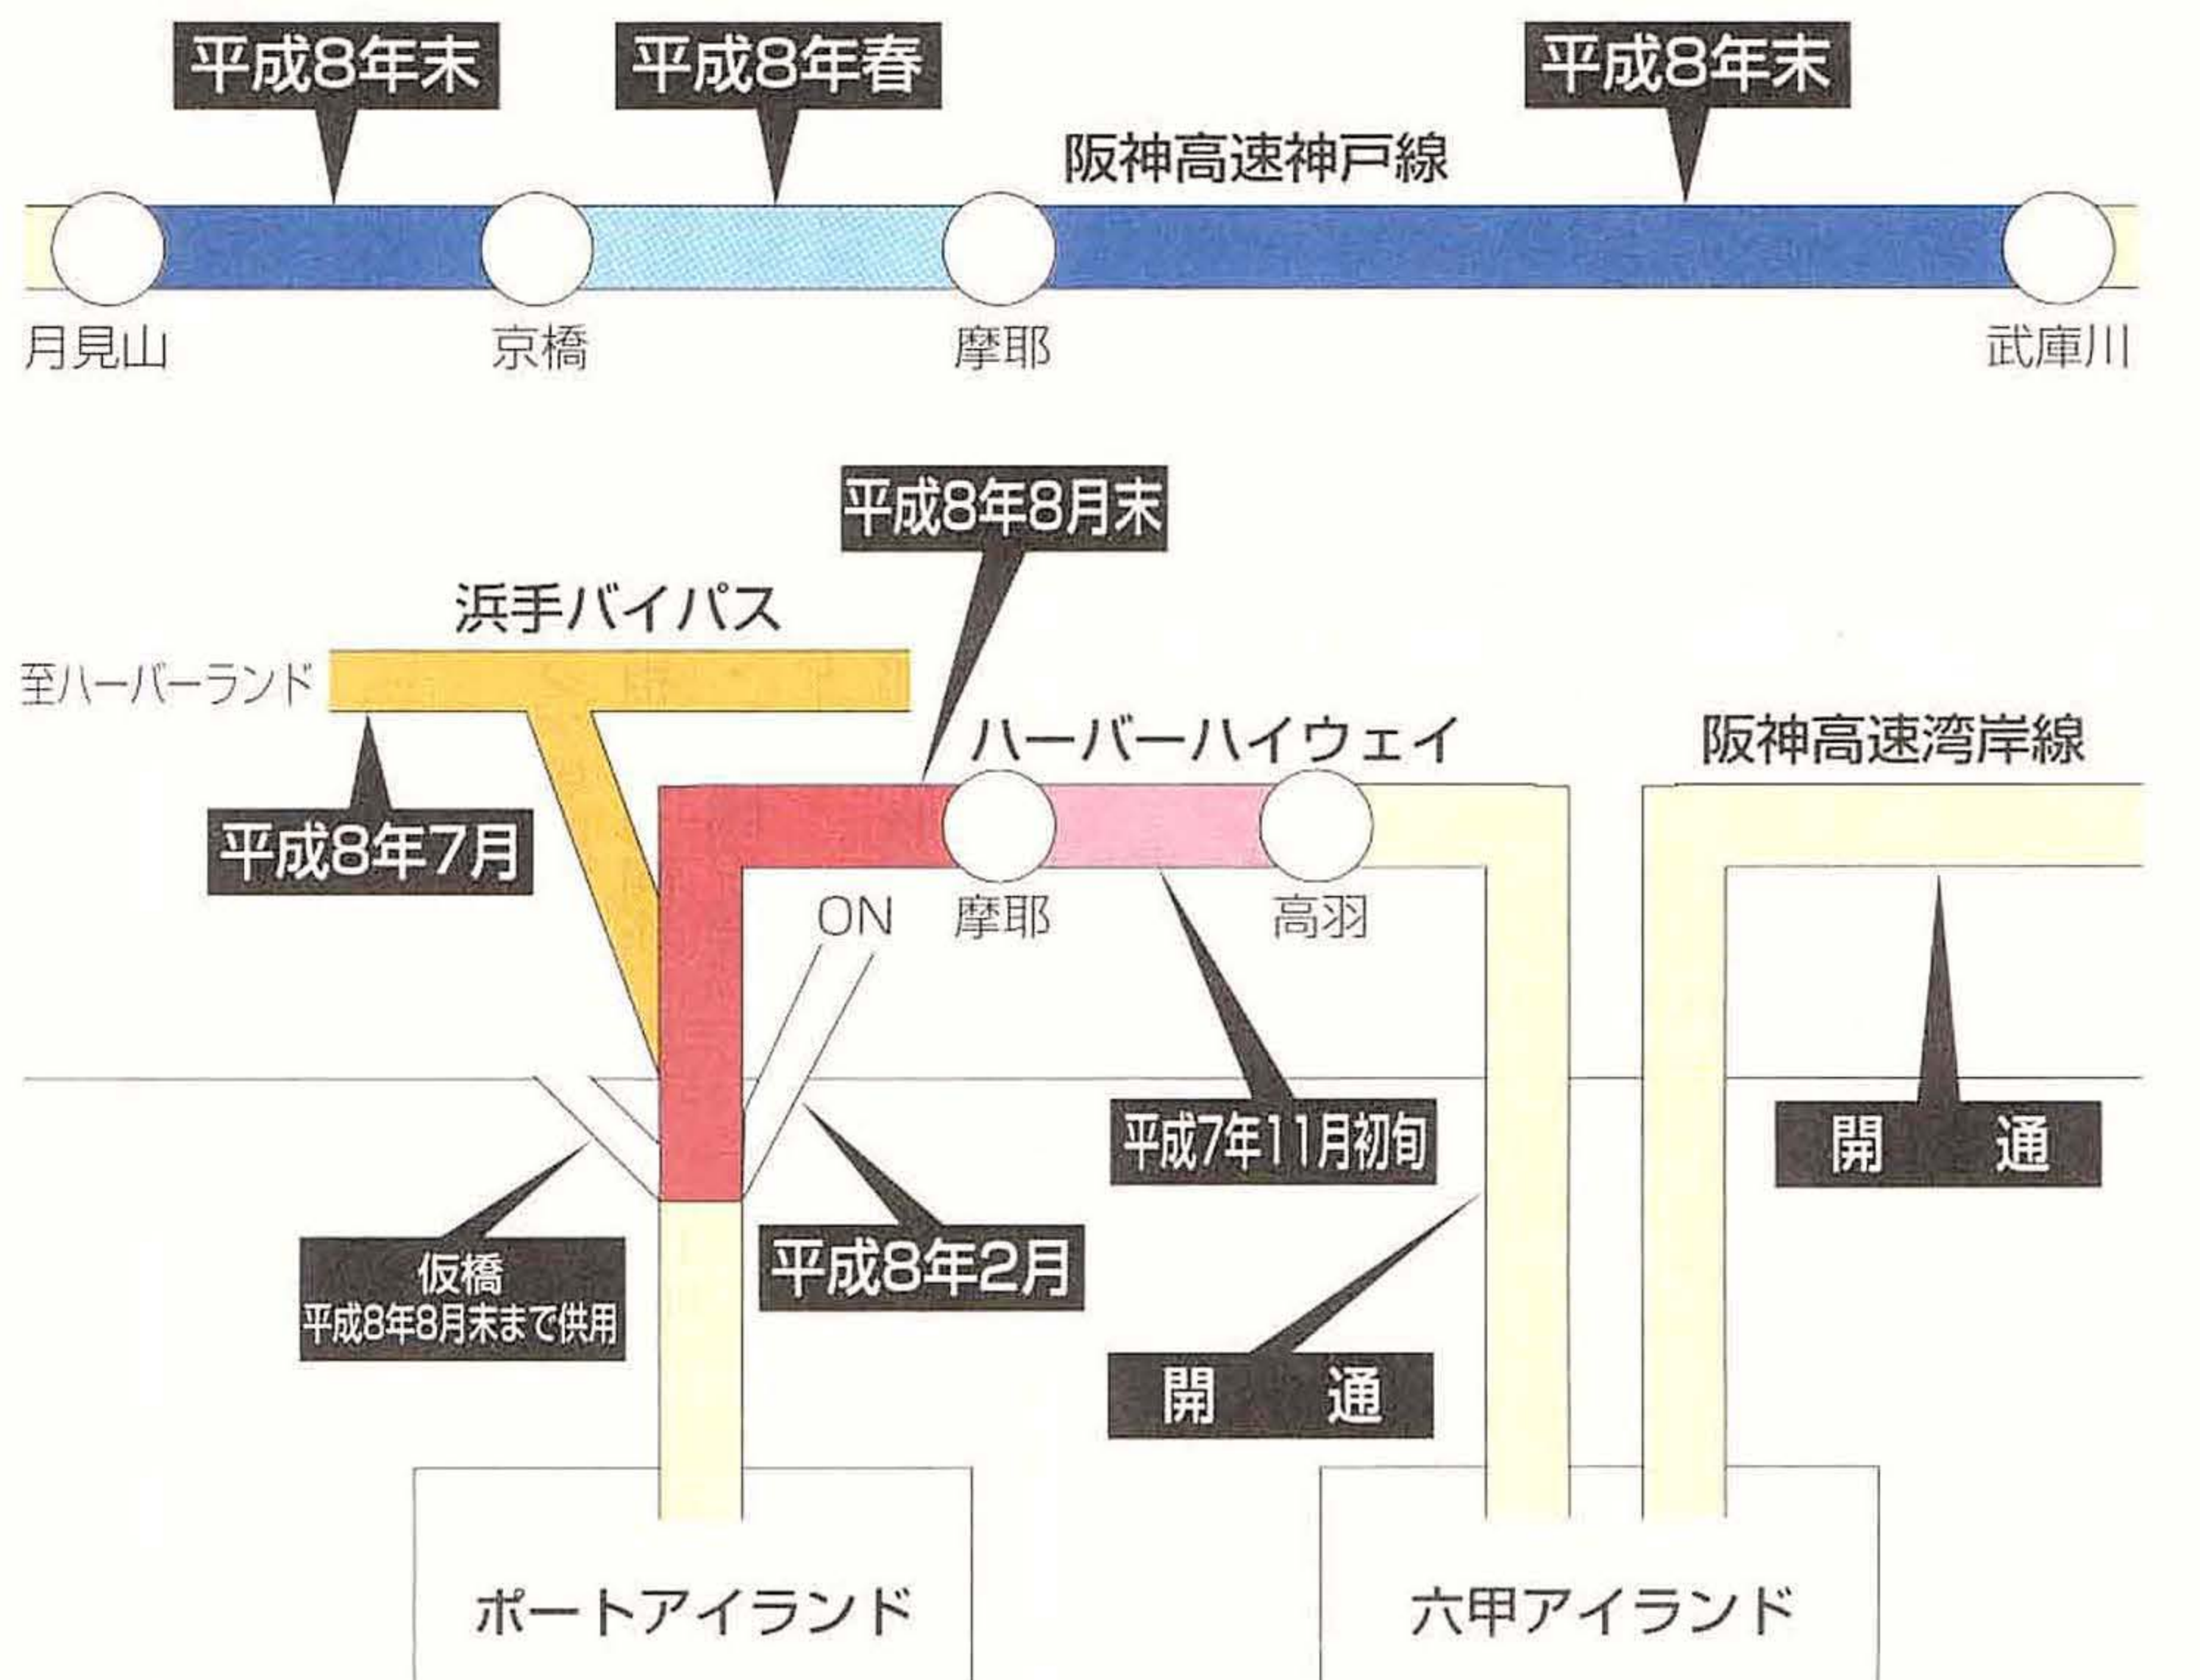 平成8年末
平成8年春
平成8年末
阪神高速神戸線
月見山
京橋
摩耶
武庫川
平成8年8月末
浜手バイパス
至ハーバーランド
ハーバーハイウェイ
阪神高速湾岸線
平成8年7月
ON
摩耶
高羽
平成7年11月初旬
開 通
仮橋
平成8年8月末まで供用
平成8年2月
開 通
ポートアイランド
六甲アイランド